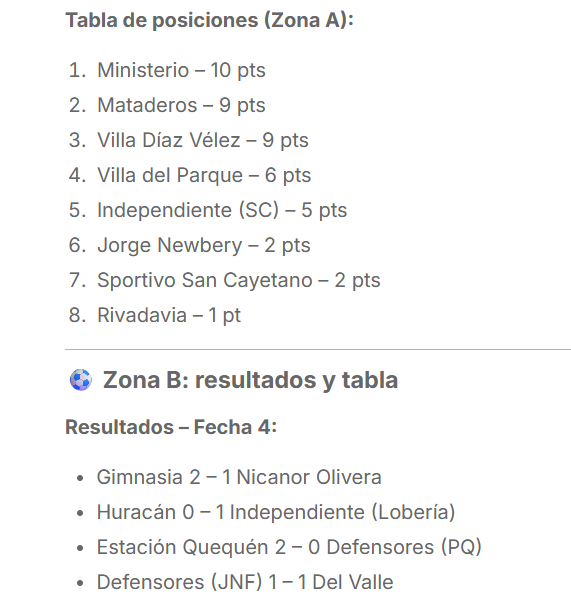 Tabla de posiciones (Zona A):
1. Ministerio – 10 pts
2. Mataderos – 9 pts
3. Villa Díaz Vélez – 9 pts
4. Villa del Parque – 6 pts
5. Independiente (SC) – 5 pts
6. Jorge Newbery – 2 pts
7. Sportivo San Cayetano – 2 pts
8. Rivadavia – 1 pt
⚽ Zona B: resultados y tabla
Resultados – Fecha 4:
• Gimnasia 2 – 1 Nicanor Olivera
• Huracán 0 – 1 Independiente (Lobería)
• Estación Quequén 2 – 0 Defensores (PQ)
• Defensores (JNF) 1 – 1 Del Valle